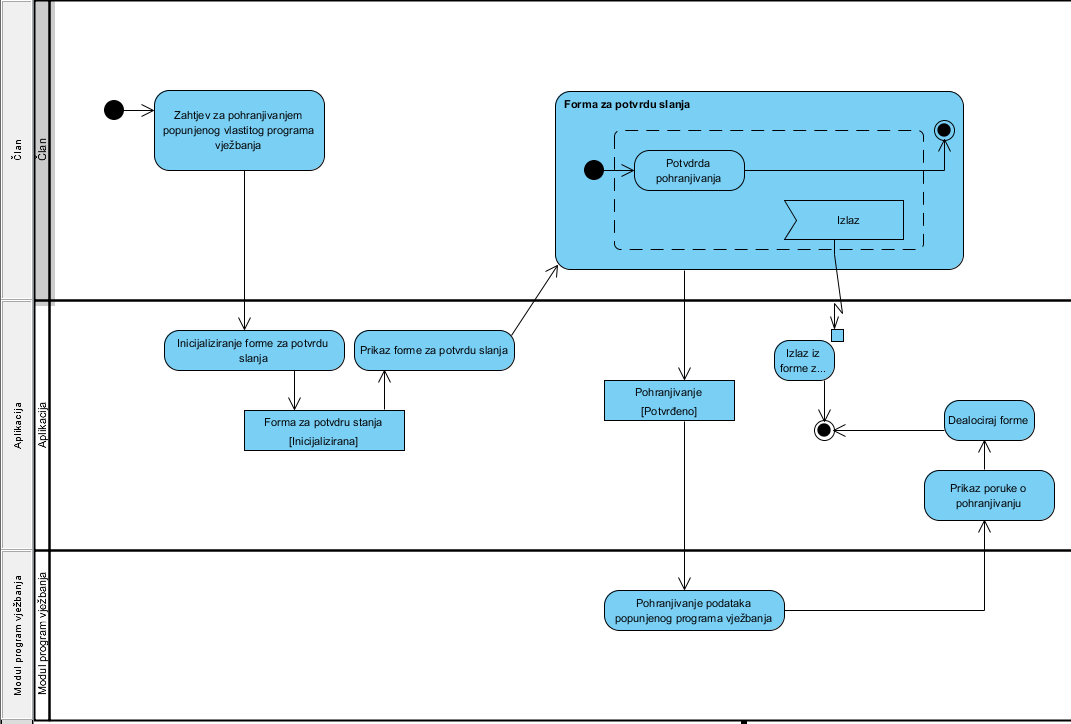 Član
Član
Zahtjev za pohranjivanjem
popunjenog vlastitog programa
vježbanja
Forma za potvrdu slanja
Potvdrda
pohranjivanja
Izlaz
Aplikacija
Aplikacija
Inicijaliziranje forme za potvrdu
slanja
Prikaz forme za potvrdu slanja
Forma za potvdru stanja
[Inicijalizirana]
Pohranjivanje
[Potvrđeno]
Izlaz iz
forme z...
Dealociraj forme
Prikaz poruke o
pohranjivanju
Modul program vježbanja
Modul program vježbanja
Pohranjivanje podataka
popunjenog programa vježbanja